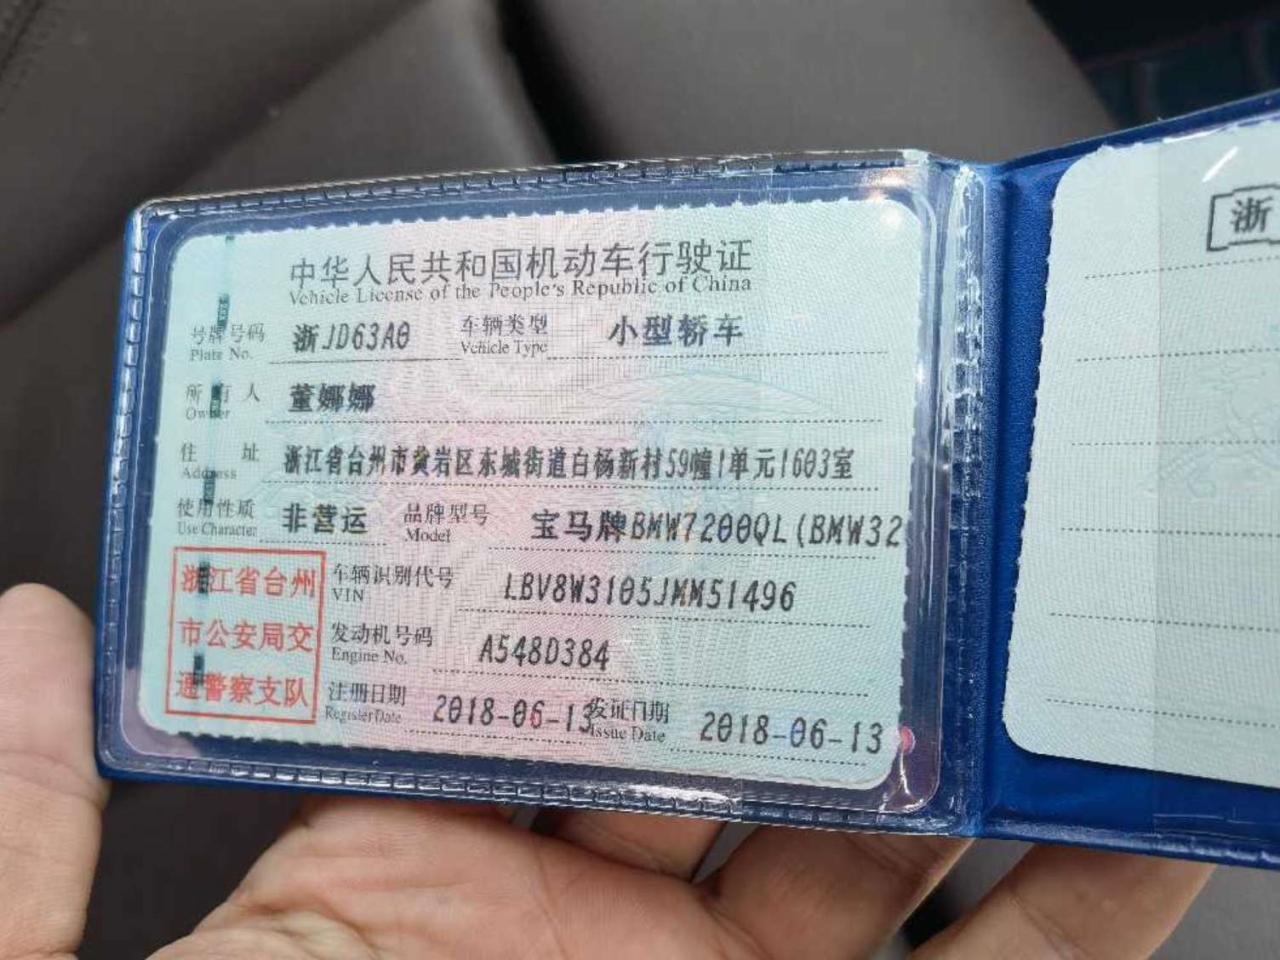 中华人民共和国机动车行驶证
Vehicle License of the People's Republic of China
号牌号码 浙JD63A0 车辆类型 小型轿车
Plate No. Vehicle Type
所有人 董娜娜
Owner
住址 浙江省台州市黄岩区东城街道白杨新村59幢1单元1603室
Address
使用性质 非营运 品牌型号 宝马牌BMW7200QL(BMW32
Use Character Model
浙江省台州
市公安局交
通警察支队
车辆识别代号 LBV8W3105JMM51496
VIN
发动机号码 A548D384
Engine No.
注册日期 2018-06-13 发证日期 2018-06-13
Register Date Issue Date
浙